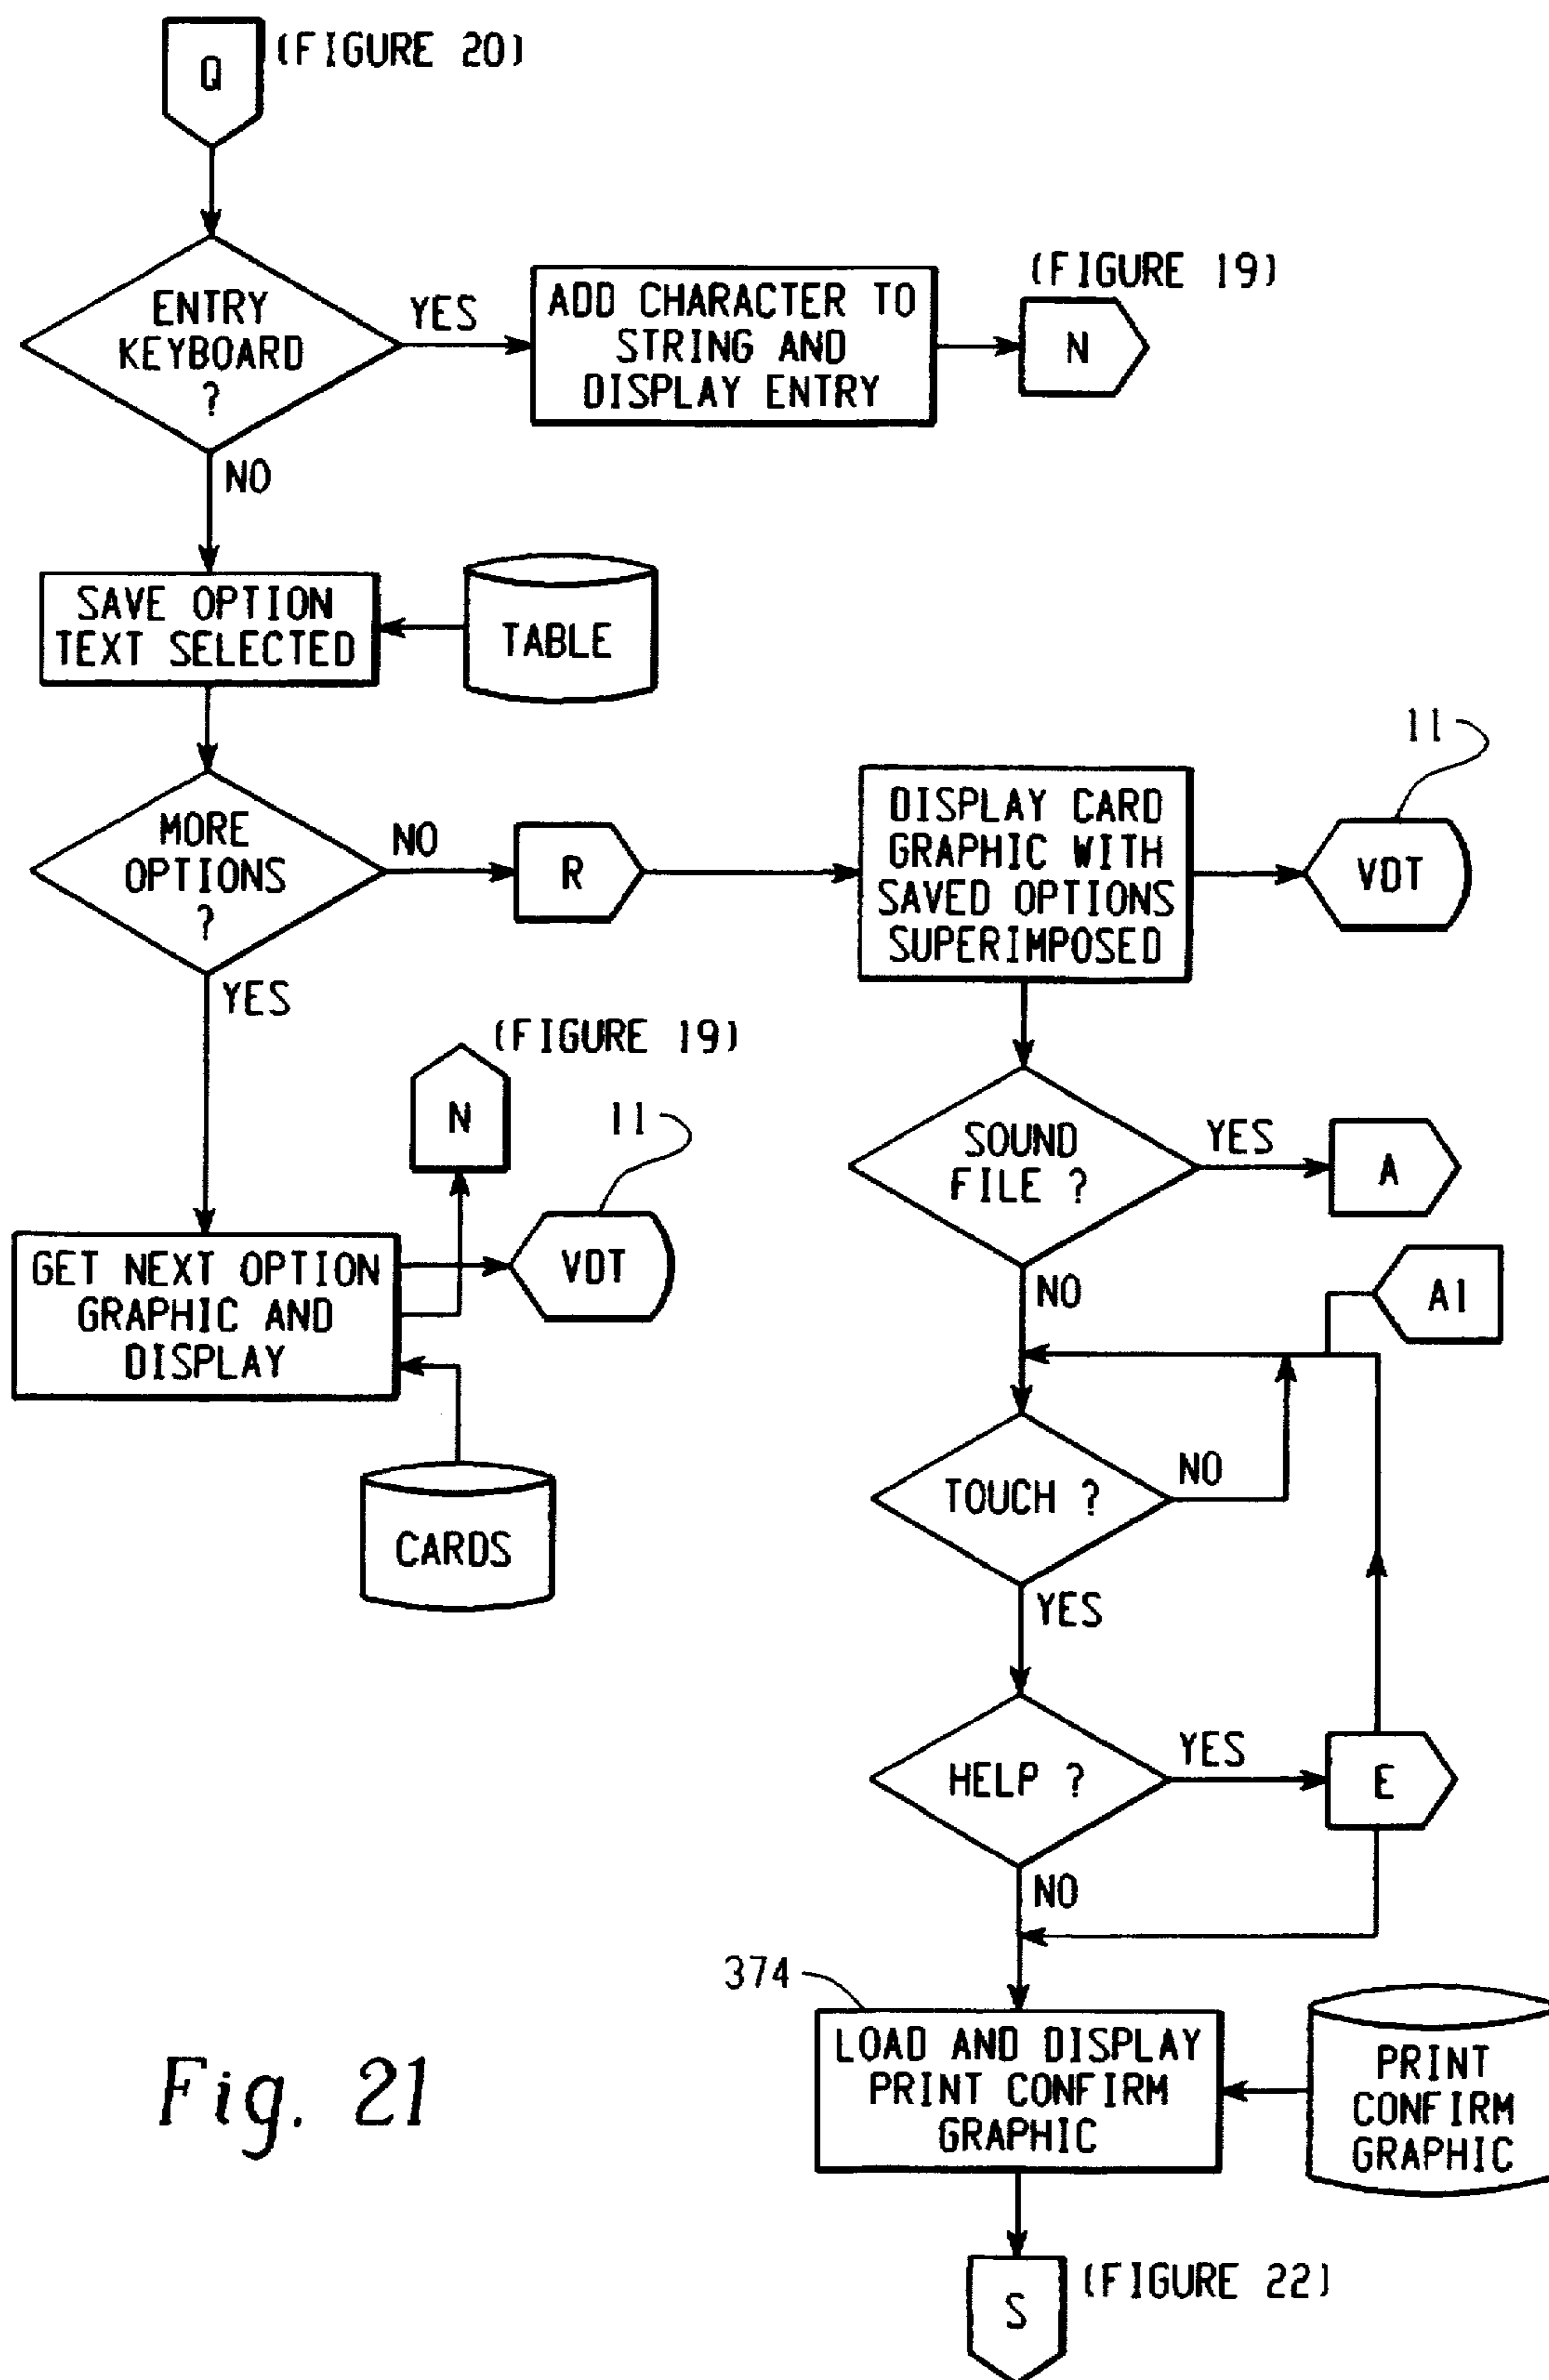 Q
(FIGURE 20)
ENTRY
KEYBOARD
?
YES
ADD CHARACTER TO
STRING AND
DISPLAY ENTRY
(FIGURE 19)
N
NO
SAVE OPTION
TEXT SELECTED
TABLE
MORE
OPTIONS
?
NO
R
DISPLAY CARD
GRAPHIC WITH
SAVED OPTIONS
SUPERIMPOSED
11
VDT
YES
(FIGURE 19)
N
11
GET NEXT OPTION
GRAPHIC AND
DISPLAY
VDT
CARDS
SOUND
FILE ?
YES
A
NO
A1
TOUCH ?
NO
YES
HELP ?
YES
E
NO
374
LOAD AND DISPLAY
PRINT CONFIRM
GRAPHIC
PRINT
CONFIRM
GRAPHIC
S
(FIGURE 22)
Fig. 21